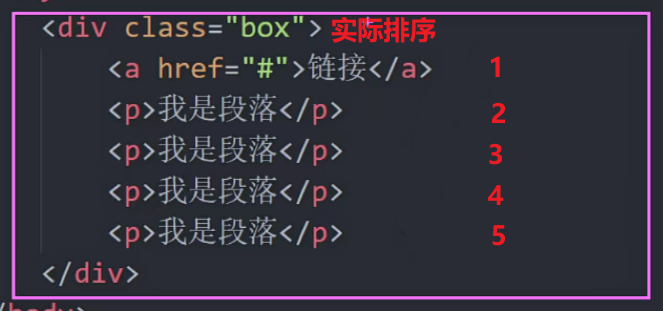 <div class="box"> 实际排序
<a href="#">链接</a> 1
<p>我是段落</p> 2
<p>我是段落</p> 3
<p>我是段落</p> 4
<p>我是段落</p> 5
</div>
</body>